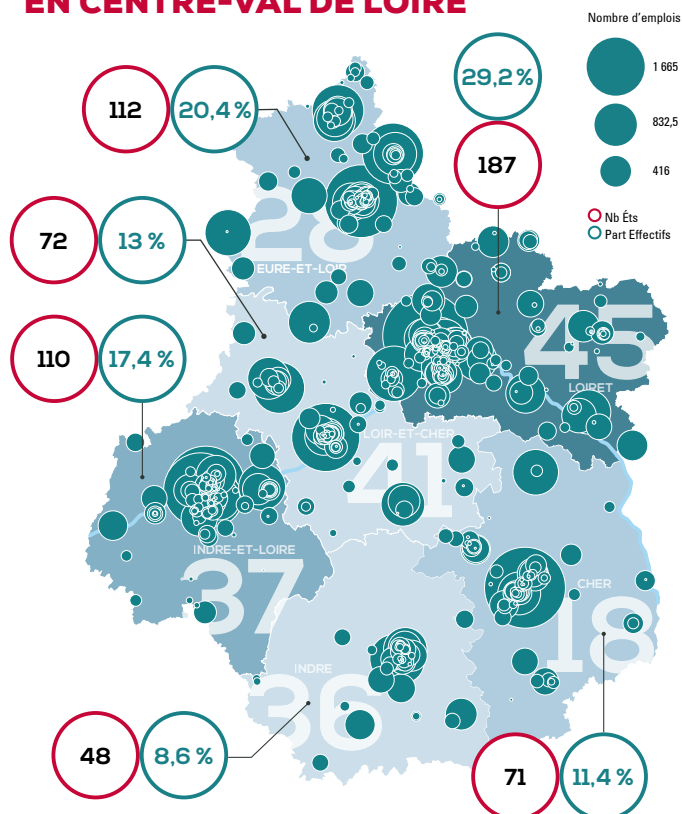 EN CENTRE-VAL DE LOIRE
Nombre d'emplois
1 665
832,5
416
Nb Éts
Part Effectifs
29,2 %
187
112
20,4 %
72
13 %
110
17,4 %
28
EURE-ET-LOIR
45
LOIRET
LOIR-ET-CHER
41
INDRE-ET-LOIRE
37
CHER
18
INDRE
36
48
8,6 %
71
11,4 %